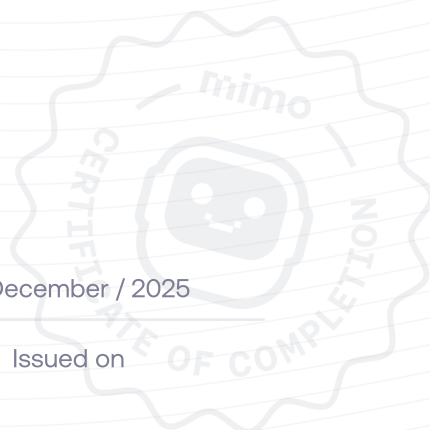 mimo
CERTIFICATE OF COMPLETION
December / 2025
Issued on